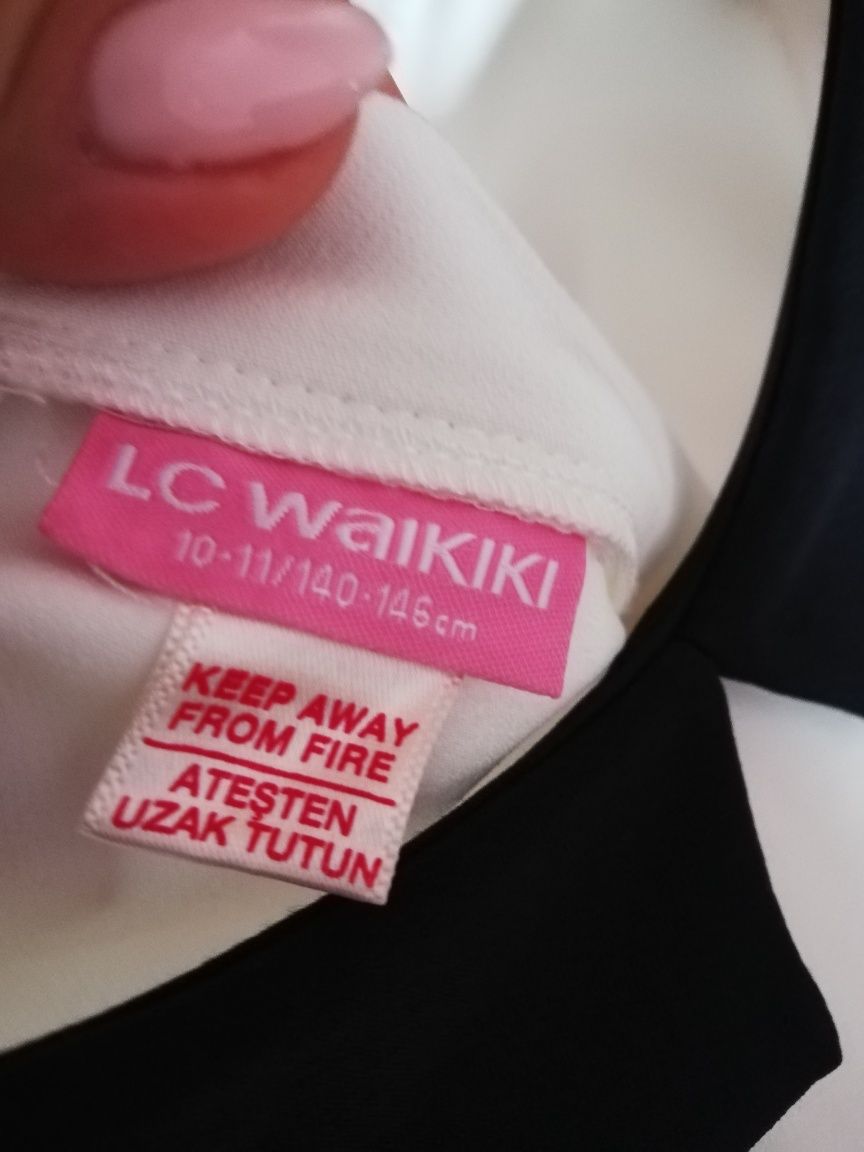 LC WAIKIKI
10-11/140-146cm
KEEP AWAY
FROM FIRE
ATEŞTEN
UZAK TUTUN